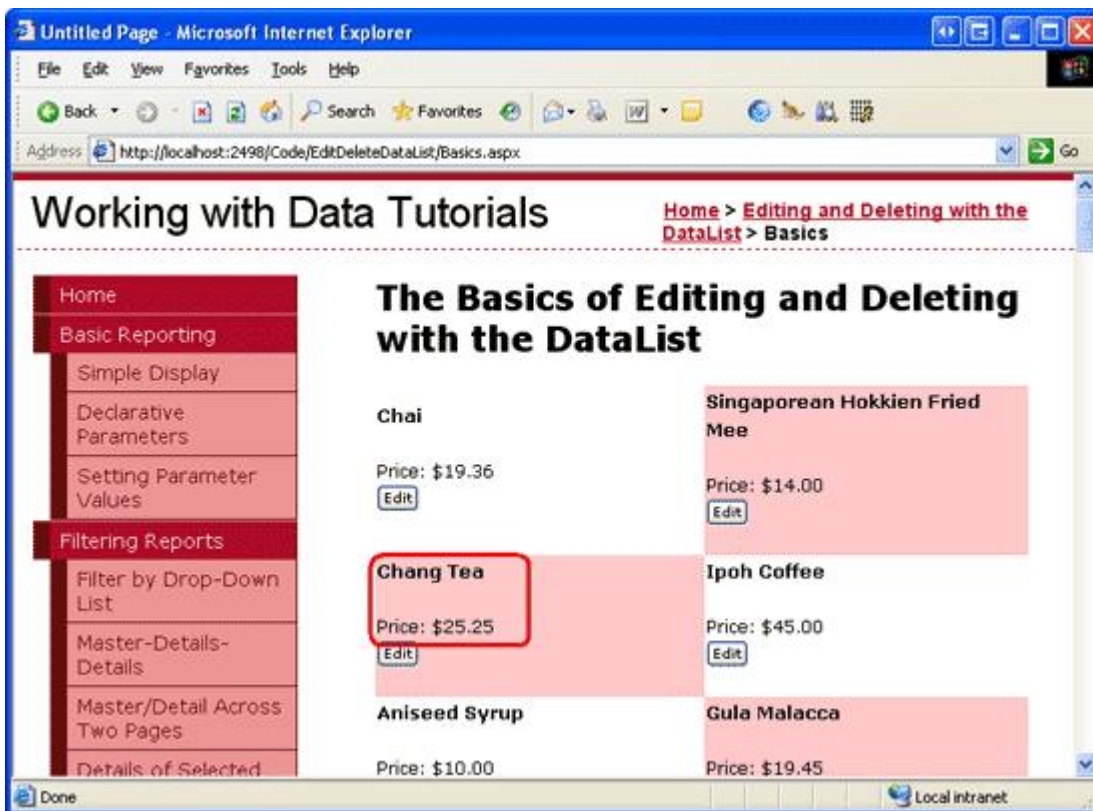 Untitled Page - Microsoft Internet Explorer
File Edit View Favorites Tools Help
Back Search Favorites
Address http://localhost:2498/Code/EditDeleteDataList/Basics.aspx Go
Working with Data Tutorials
Home > Editing and Deleting with the
DataList > Basics
Home
Basic Reporting
Simple Display
Declarative
Parameters
Setting Parameter
Values
Filtering Reports
Filter by Drop-Down
List
Master-Details-
Details
Master/Detail Across
Two Pages
Details of Selected
The Basics of Editing and Deleting
with the DataList
Chai
Price: $19.36
Edit
Singaporean Hokkien Fried
Mee
Price: $14.00
Edit
Chang Tea
Price: $25.25
Edit
Ipoh Coffee
Price: $45.00
Edit
Aniseed Syrup
Price: $10.00
Gula Malacca
Price: $19.45
Done
Local intranet